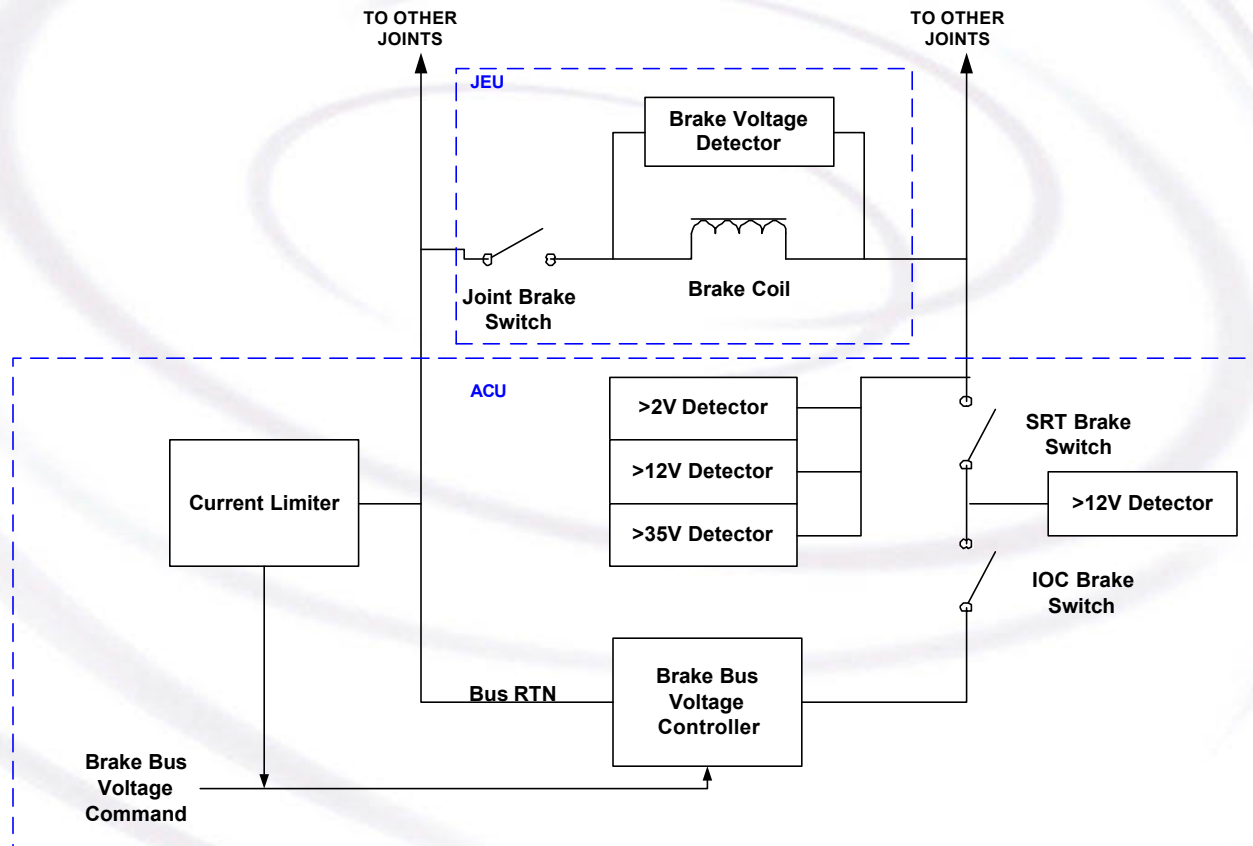 TO OTHER
JOINTS
TO OTHER
JOINTS
JEU
Brake Voltage
Detector
Joint Brake
Switch
Brake Coil
ACU
>2V Detector
>12V Detector
>35V Detector
SRT Brake
Switch
>12V Detector
Current Limiter
IOC Brake
Switch
Brake Bus
Voltage
Controller
Bus RTN
Brake Bus
Voltage
Command